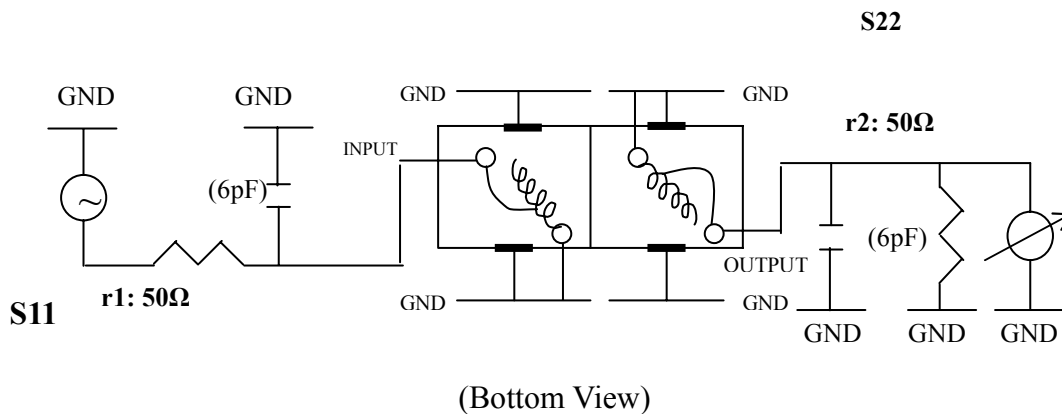 S22
GND
GND
GND
GND
r2: 50Ω
INPUT
(6pF)
(6pF)
OUTPUT
r1: 50Ω
S11
GND
GND
GND
GND
GND
(Bottom View)